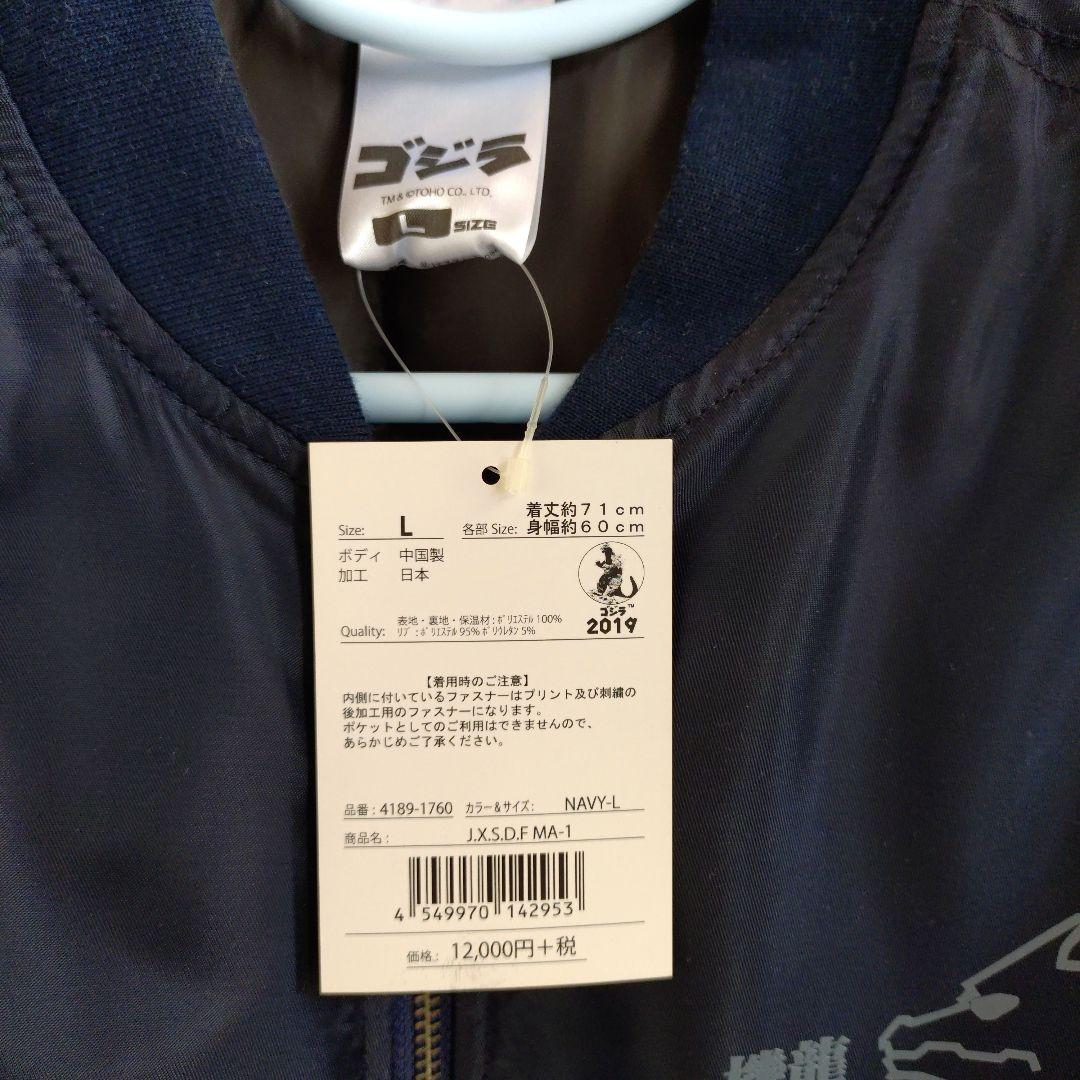 ゴジラ
TM & ©TOHO CO., LTD.
L SIZE
Size: L 各部 Size: 着丈約71cm
身幅約60cm
ボディ 中国製
加工 日本
ゴジラ™
2019
Quality: 表地・裏地・保温材:ポリエステル 100%
リブ :ポリエステル 95% ポリウレタン 5%
【着用時のご注意】
内側に付いているファスナーはプリント及び刺繍の
後加工用のファスナーになります。
ポケットとしてのご利用はできませんので、
あらかじめご了承ください。
品番:4189-1760 カラー&サイズ: NAVY-L
商品名: J.X.S.D.F MA-1
4 549970 142953
価格: 12,000円+税
機龍